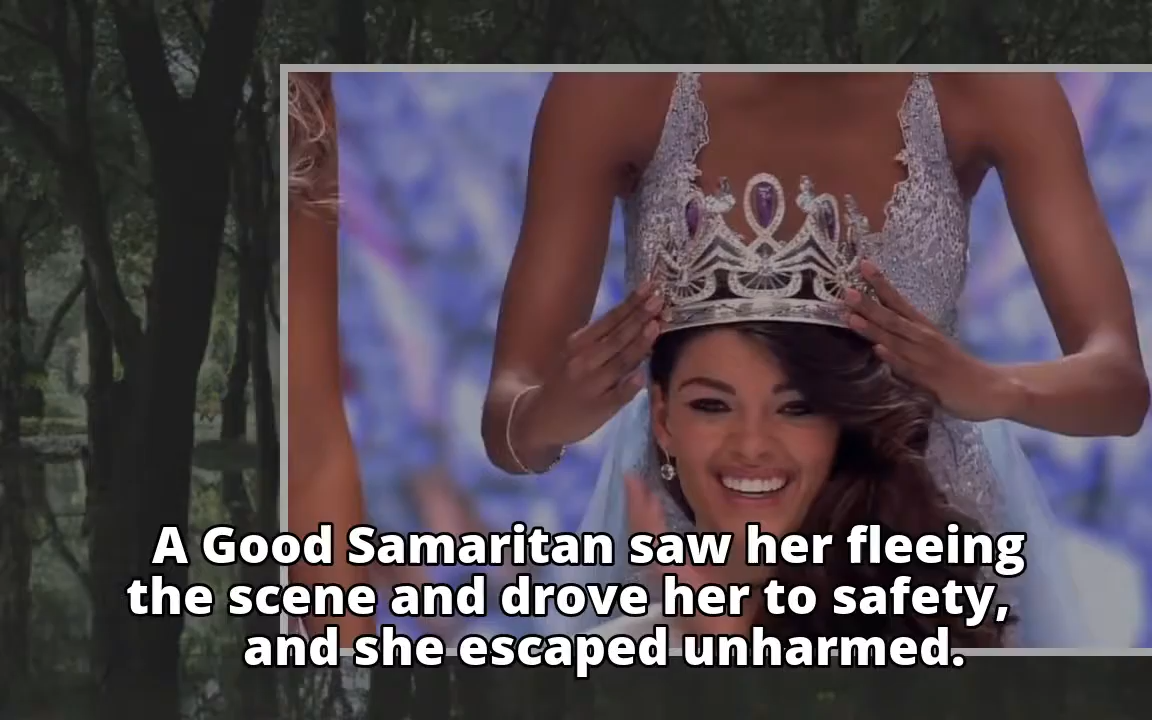 A Good Samaritan saw her fleeing
the scene and drove her to safety,
and she escaped unharmed.